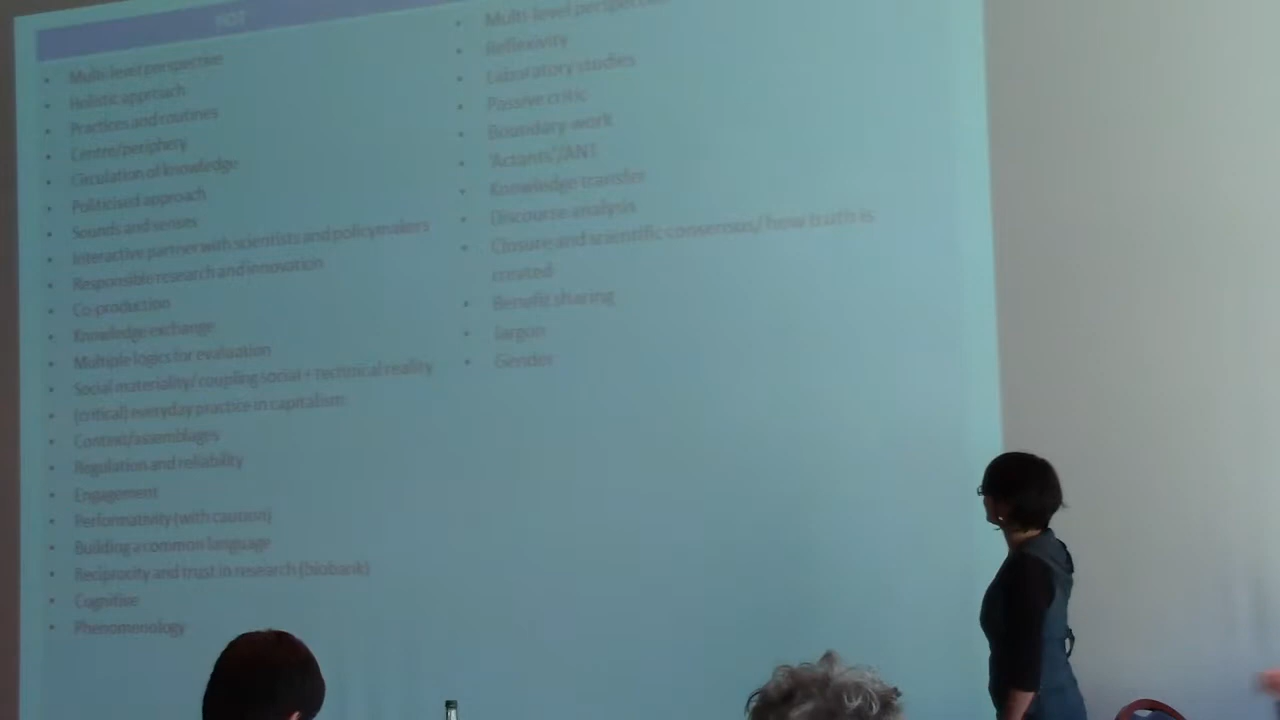 HOT
Multi-level perspective
Holistic approach
Practices and routines
Centre/periphery
Circulation of knowledge
Politicised approach
Sounds and senses
Interactive partner with scientists and policymakers
Responsible research and innovation
Co-production
Knowledge exchange
Multiple logics for evaluation
Social materiality/ coupling social + technical reality
(critical) everyday practice in capitalism
Context/assemblages
Regulation and reliability
Engagement
Performativity (with caution)
Building a common language
Reciprocity and trust in research (biobank)
Cognitive
Phenomenology
Multi-level perspective
Reflexivity
Laboratory studies
Passive critic
Boundary-work
'Actants'/ANT
Knowledge transfer
Discourse analysis
Closure and scientific consensus/ how truth is
created
Benefit sharing
Jargon
Gender